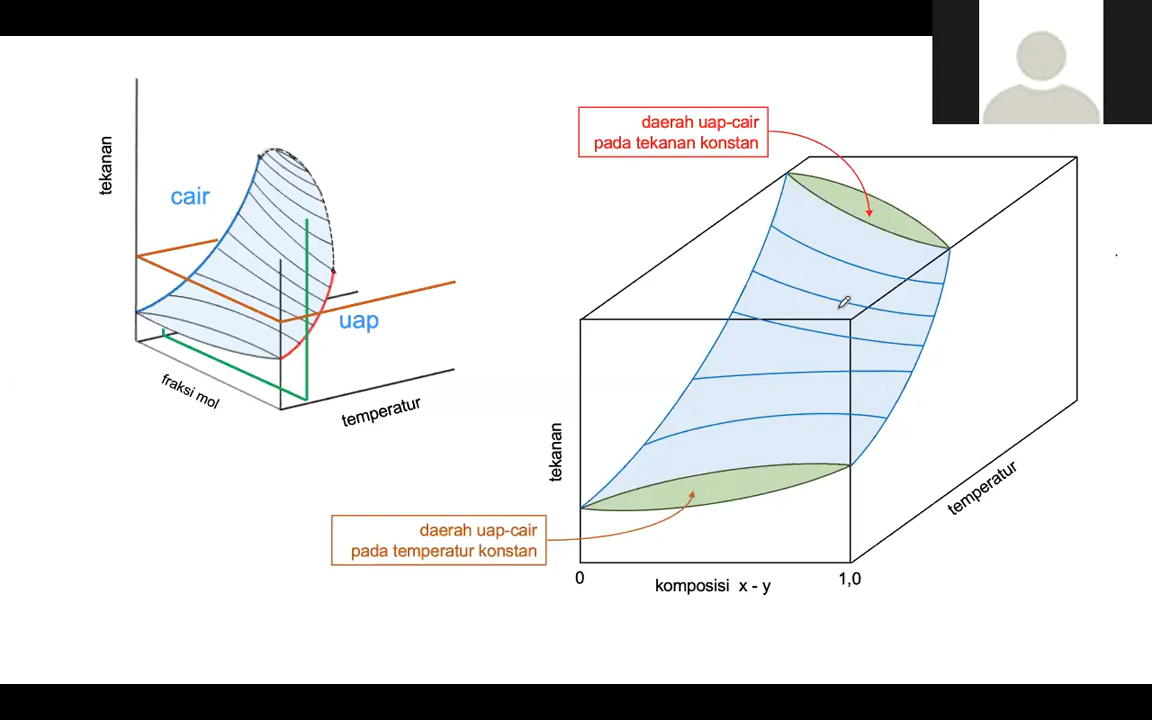 tekanan
cair
uap
fraksi mol
temperatur
daerah uap-cair
pada tekanan konstan
tekanan
temperatur
daerah uap-cair
pada temperatur konstan
0
komposisi x - y
1,0